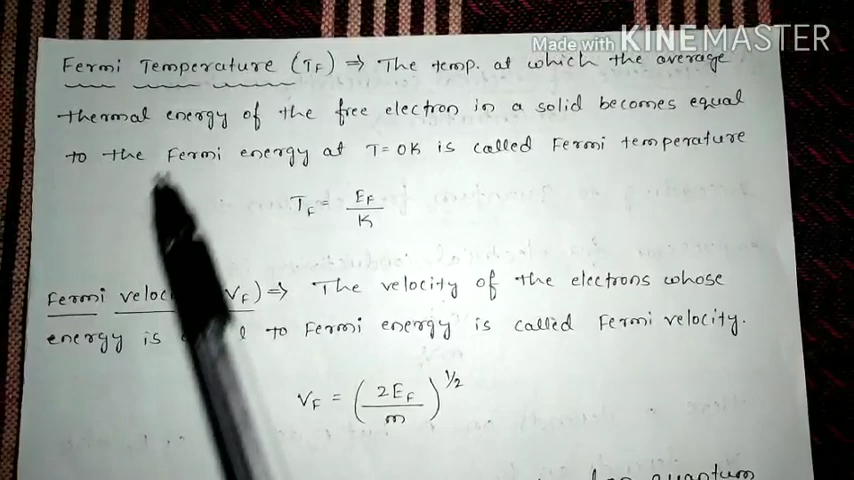 Made with KINEMASTER
Fermi Temperature (TF) ⇒ The temp. at which the average
thermal energy of the free electron in a solid becomes equal
to the Fermi energy at T=0K is called Fermi temperature
TF = EF / K
Fermi veloc VF) ⇒ The velocity of the electrons whose
energy is to Fermi energy is called Fermi velocity.
VF = (2EF / m)^1/2
quantum